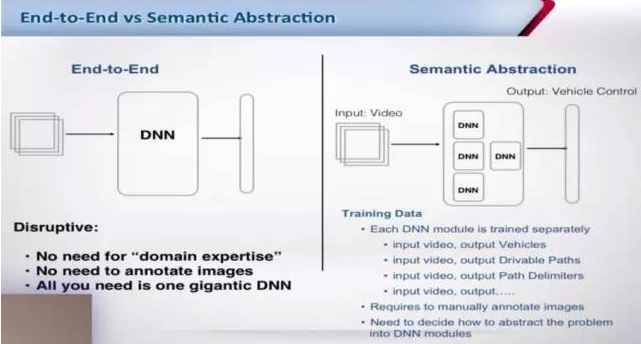 End-to-End vs Semantic Abstraction
End-to-End
DNN
Disruptive:
• No need for “domain expertise”
• No need to annotate images
• All you need is one gigantic DNN
Semantic Abstraction
Output: Vehicle Control
Input: Video
DNN
DNN DNN
DNN
Training Data
• Each DNN module is trained separately
• input video, output Vehicles
• input video, output Drivable Paths
• input video, output Path Delimiters
• input video, output…..
• Requires to manually annotate images
• Need to decide how to abstract the problem
into DNN modules